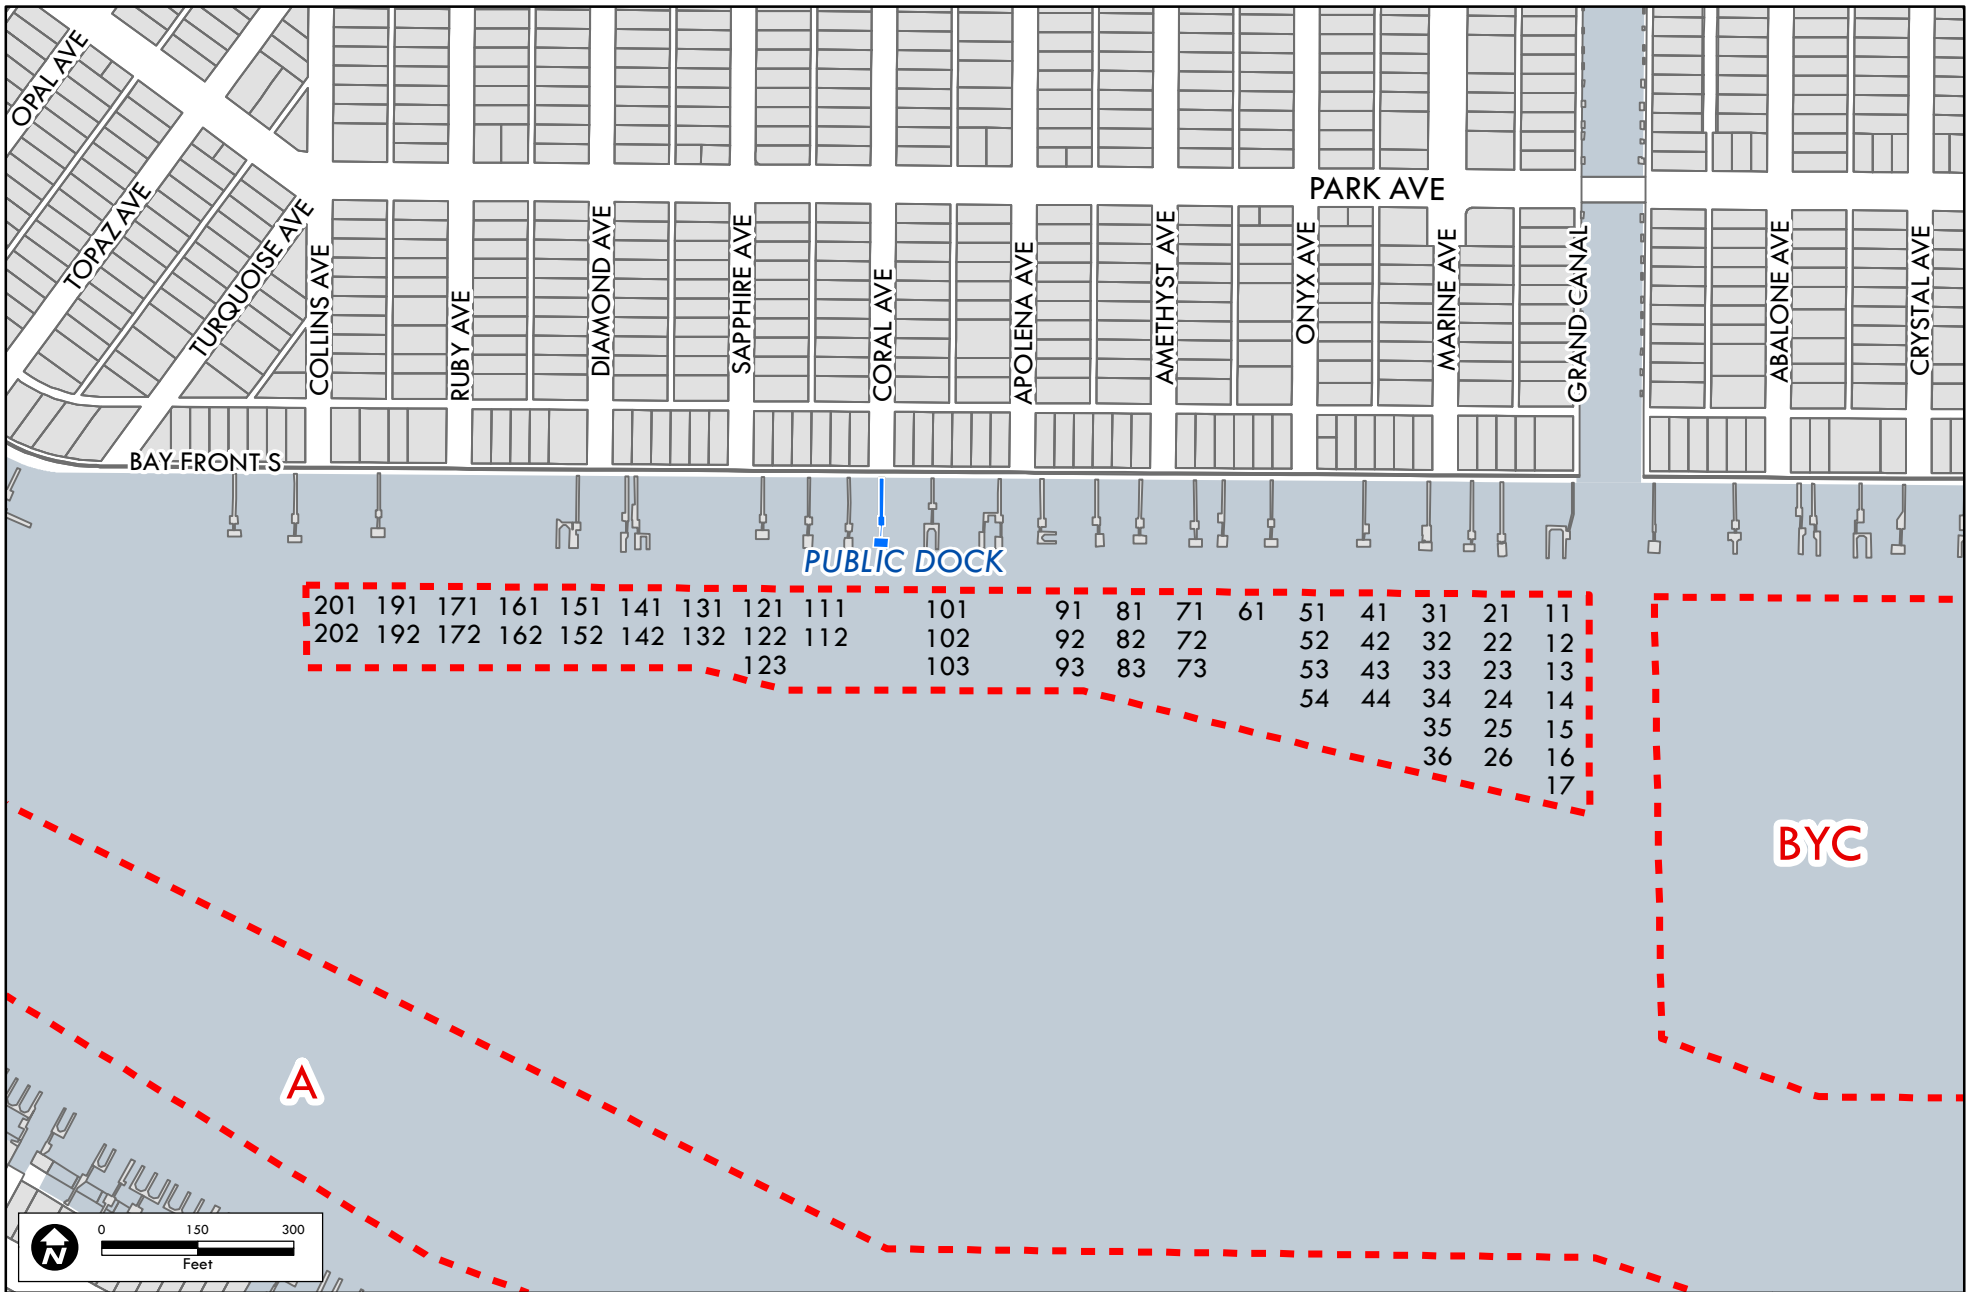 OPAL AVE
TOPAZ AVE
TURQUOISE AVE
COLLINS AVE
RUBY AVE
DIAMOND AVE
SAPPHIRE AVE
CORAL AVE
APOLENA AVE
AMETHYST AVE
ONYX AVE
PARK AVE
MARINE AVE
GRAND CANAL
ABALONE AVE
CRYSTAL AVE
BAY FRONT S
PUBLIC DOCK
201 191 171 161 151 141 131 121 111 101 91 81 71 61 51 41 31 21 11
202 192 172 162 152 142 132 122 112 102 92 82 72 52 42 32 22 12
123 103 93 83 73 53 43 33 23 13
54 44 34 24 14
35 25 15
36 26 16
17
BYC
A
N
0 150 300
Feet